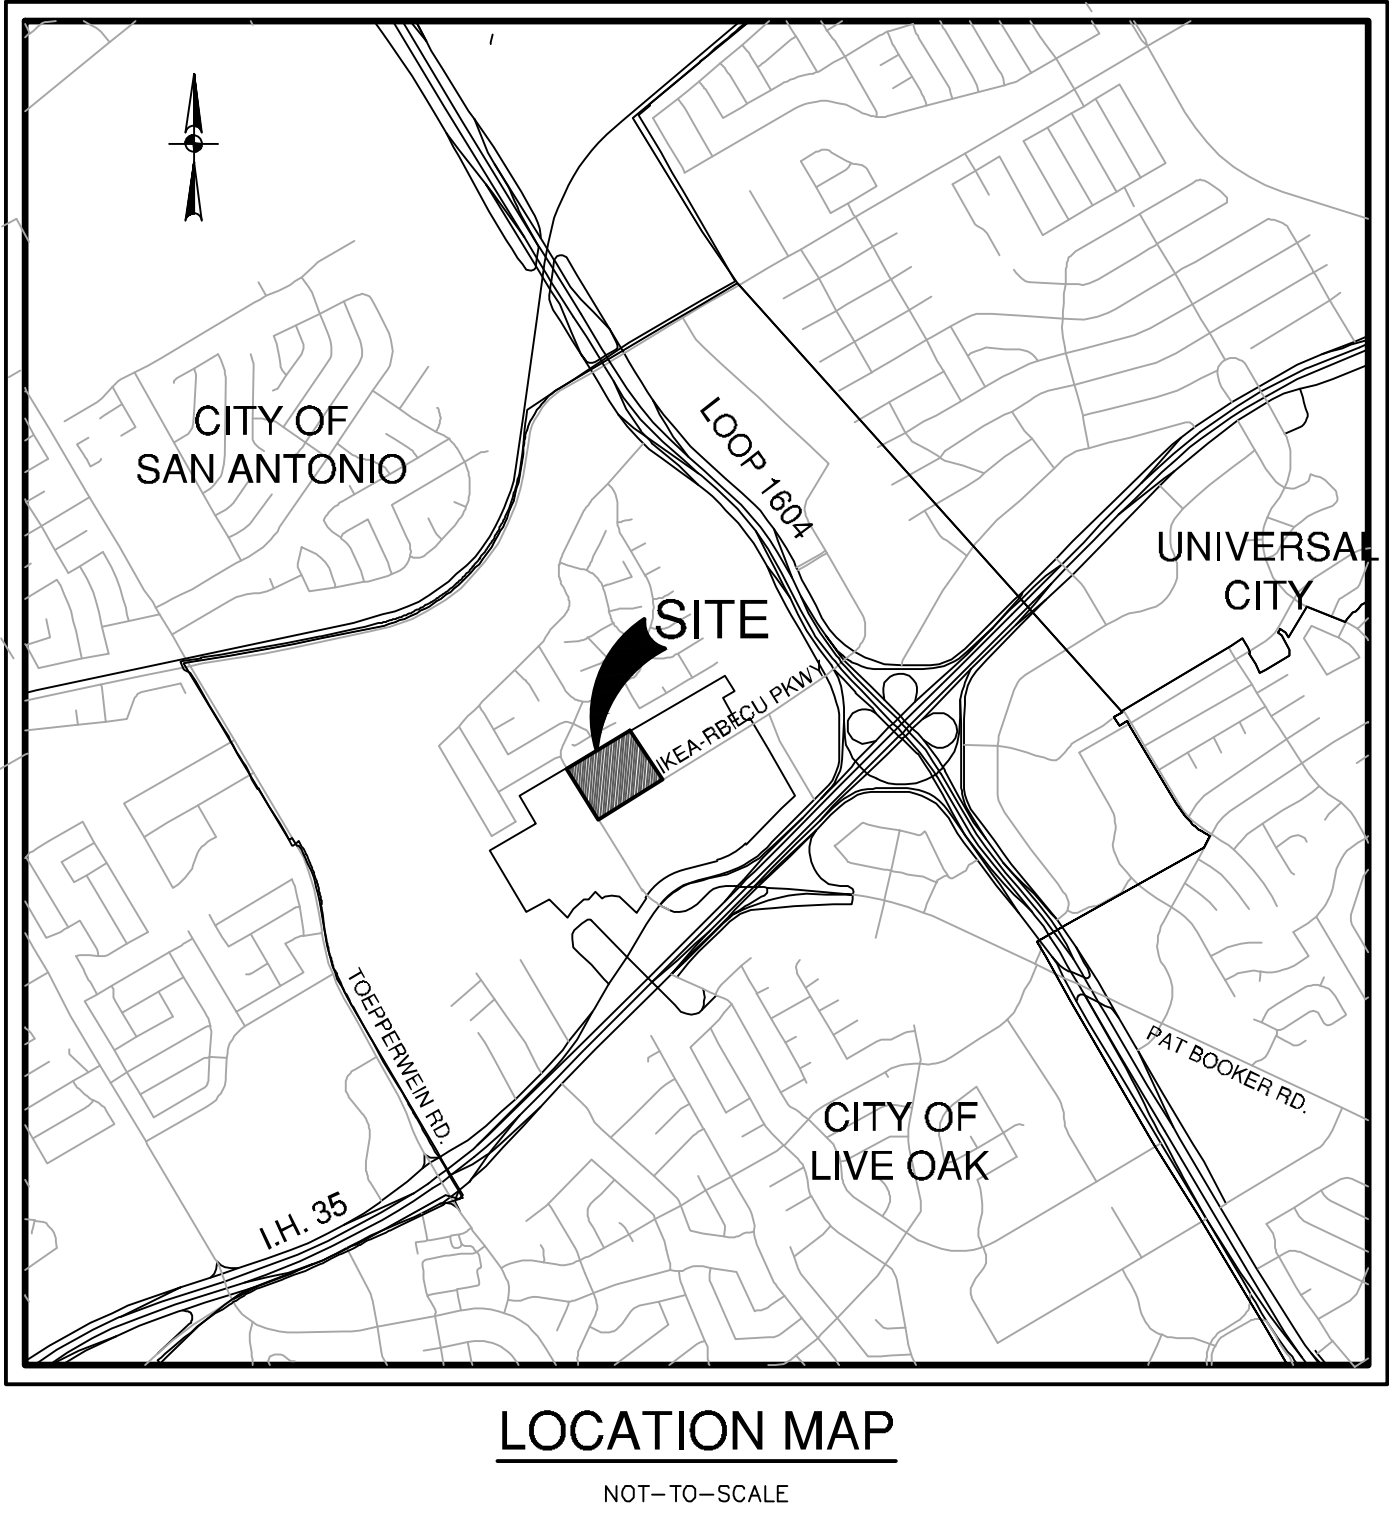 CITY OF
SAN ANTONIO
LOOP 1604
UNIVERSAL
CITY
SITE
IKEA-RBFCU PKWY
TOEPPERWEIN RD.
PAT BOOKER RD.
CITY OF
LIVE OAK
I.H. 35
LOCATION MAP
NOT-TO-SCALE